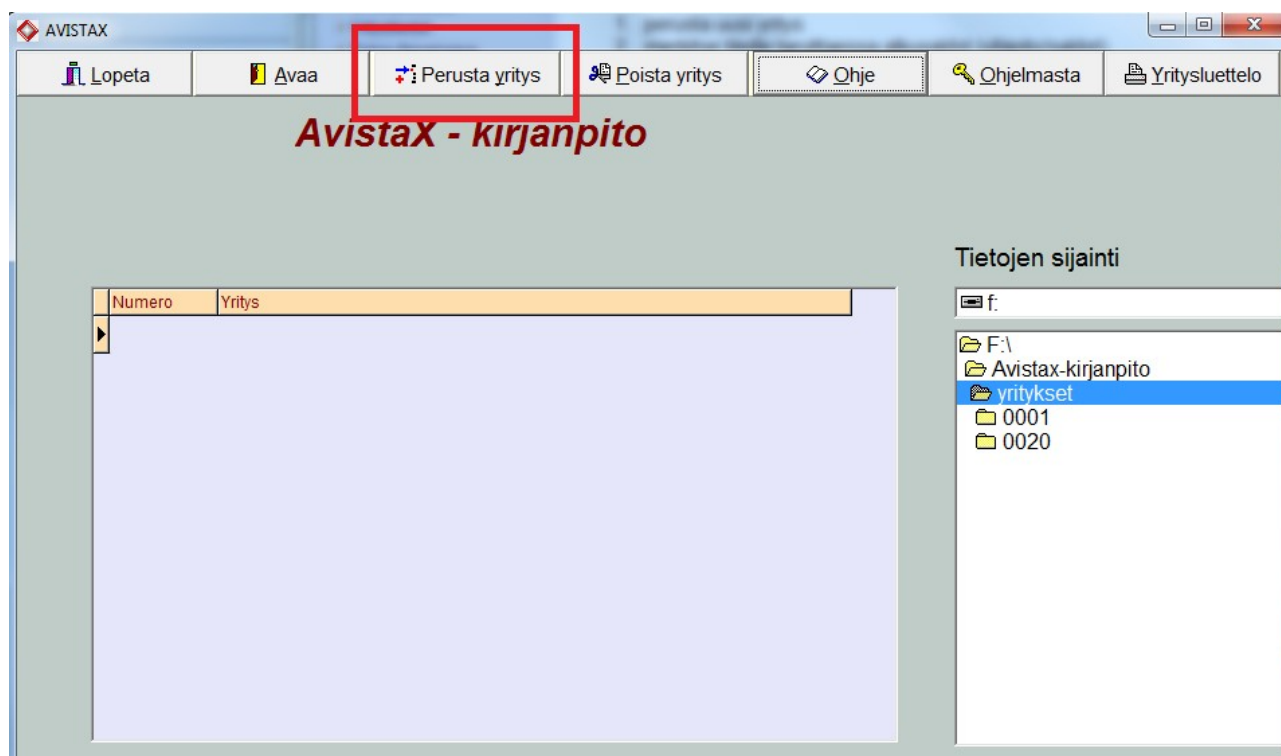 AVISTAX
Lopeta Avaa Perusta yritys Poista yritys Ohje Ohjelmasta Yritysluettelo
AvistaX - kirjanpito
Tietojen sijainti
Numero Yritys
f:
F:\
Avistax-kirjanpito
yritykset
0001
0020